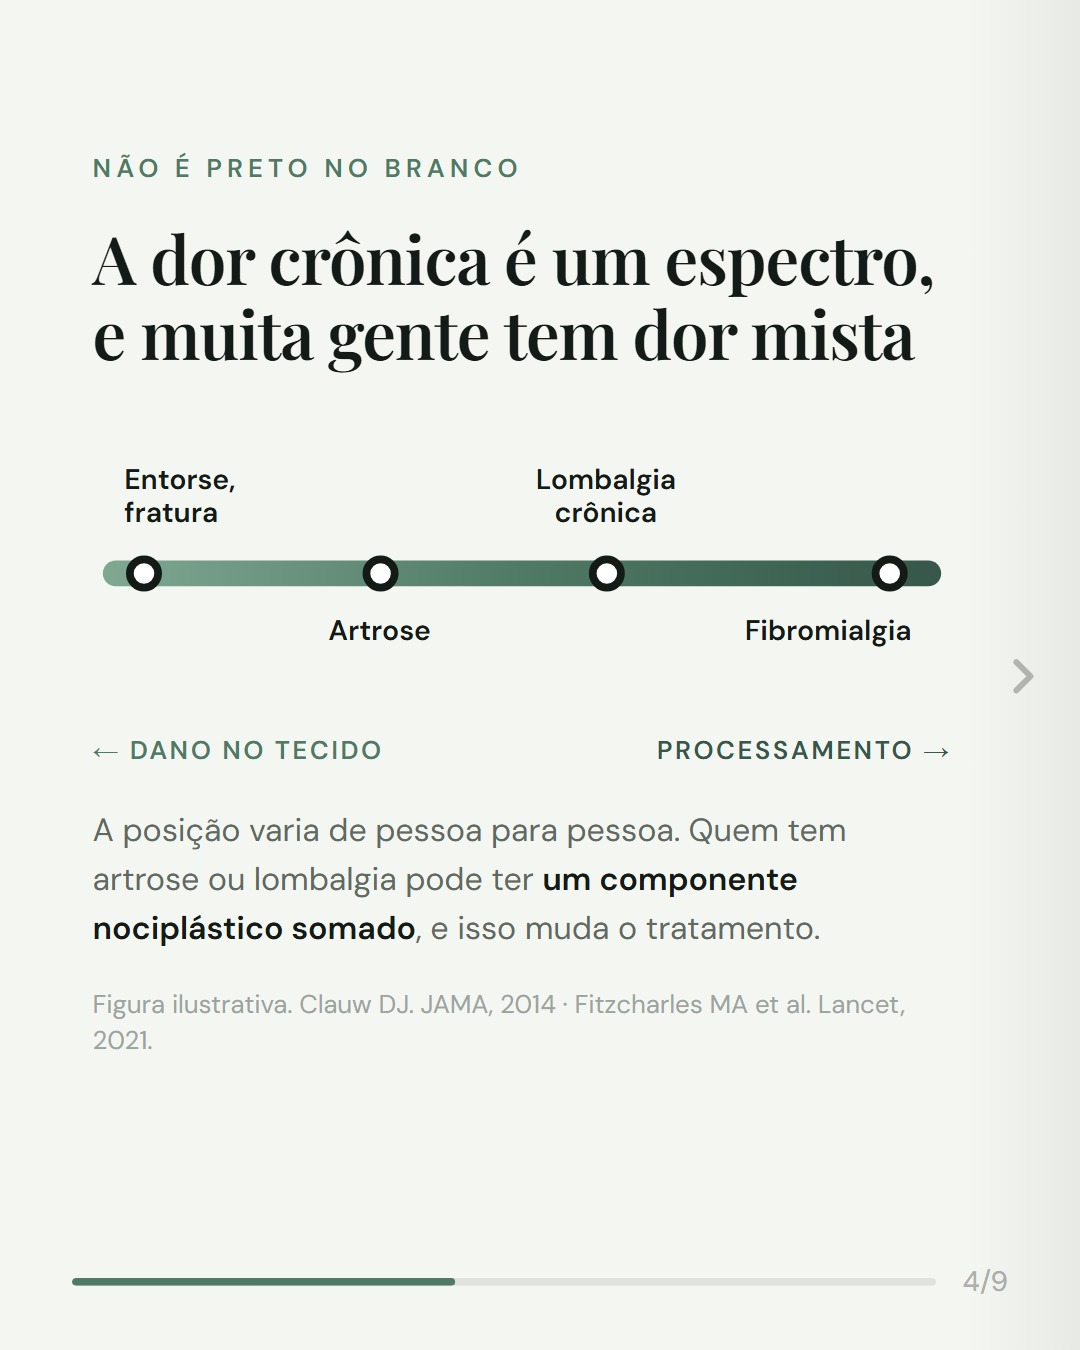 NÃO É PRETO NO BRANCO
A dor crônica é um espectro,
e muita gente tem dor mista
Entorse,
fratura
Lombalgia
crônica
Artrose
Fibromialgia
← DANO NO TECIDO
PROCESSAMENTO →
A posição varia de pessoa para pessoa. Quem tem
artrose ou lombalgia pode ter um componente
nociplástico somado, e isso muda o tratamento.
Figura ilustrativa. Clauw DJ. JAMA, 2014 · Fitzcharles MA et al. Lancet,
2021.
4/9